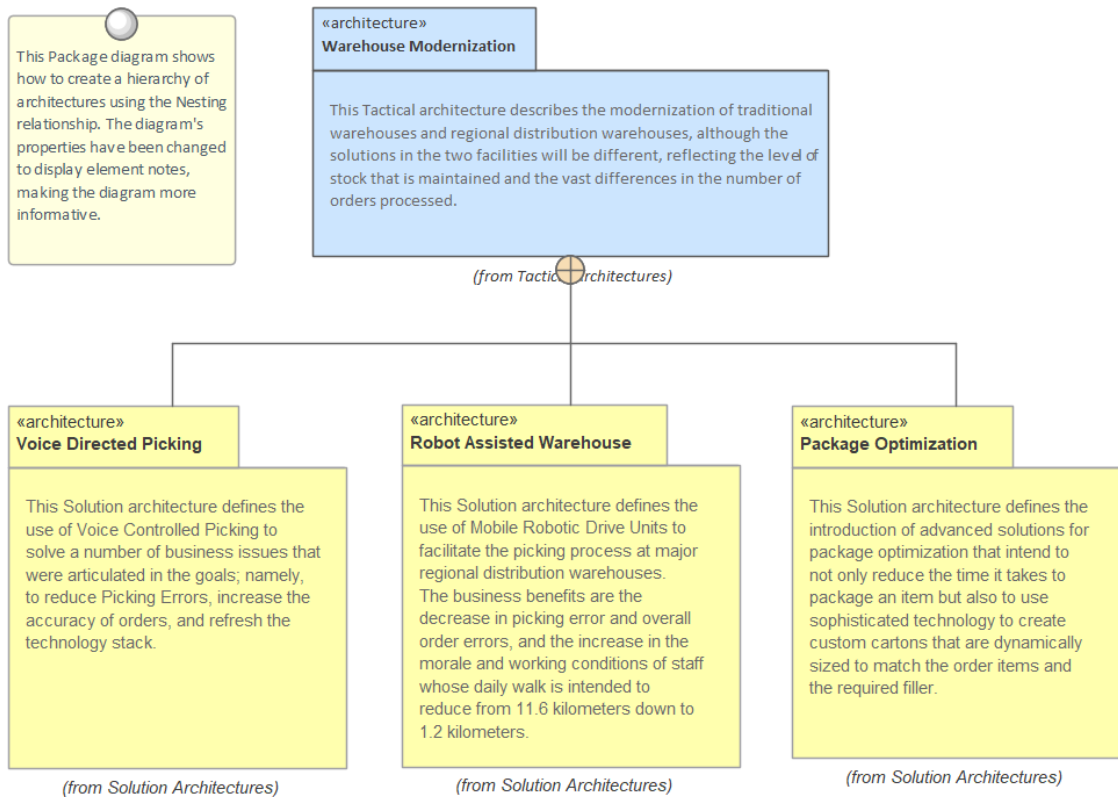 This Package diagram shows
how to create a hierarchy of
architectures using the Nesting
relationship. The diagram's
properties have been changed
to display element notes,
making the diagram more
informative.
«architecture»
Warehouse Modernization
This Tactical architecture describes the modernization of traditional
warehouses and regional distribution warehouses, although the
solutions in the two facilities will be different, reflecting the level of
stock that is maintained and the vast differences in the number of
orders processed.
(from Tactical Architectures)
«architecture»
Voice Directed Picking
This Solution architecture defines the
use of Voice Controlled Picking to
solve a number of business issues that
were articulated in the goals; namely,
to reduce Picking Errors, increase the
accuracy of orders, and refresh the
technology stack.
(from Solution Architectures)
«architecture»
Robot Assisted Warehouse
This Solution architecture defines the
use of Mobile Robotic Drive Units to
facilitate the picking process at major
regional distribution warehouses.
The business benefits are the
decrease in picking error and overall
order errors, and the increase in the
morale and working conditions of staff
whose daily walk is intended to
reduce from 11.6 kilometers down to
1.2 kilometers.
(from Solution Architectures)
«architecture»
Package Optimization
This Solution architecture defines the
introduction of advanced solutions for
package optimization that intend to
not only reduce the time it takes to
package an item but also to use
sophisticated technology to create
custom cartons that are dynamically
sized to match the order items and
the required filler.
(from Solution Architectures)